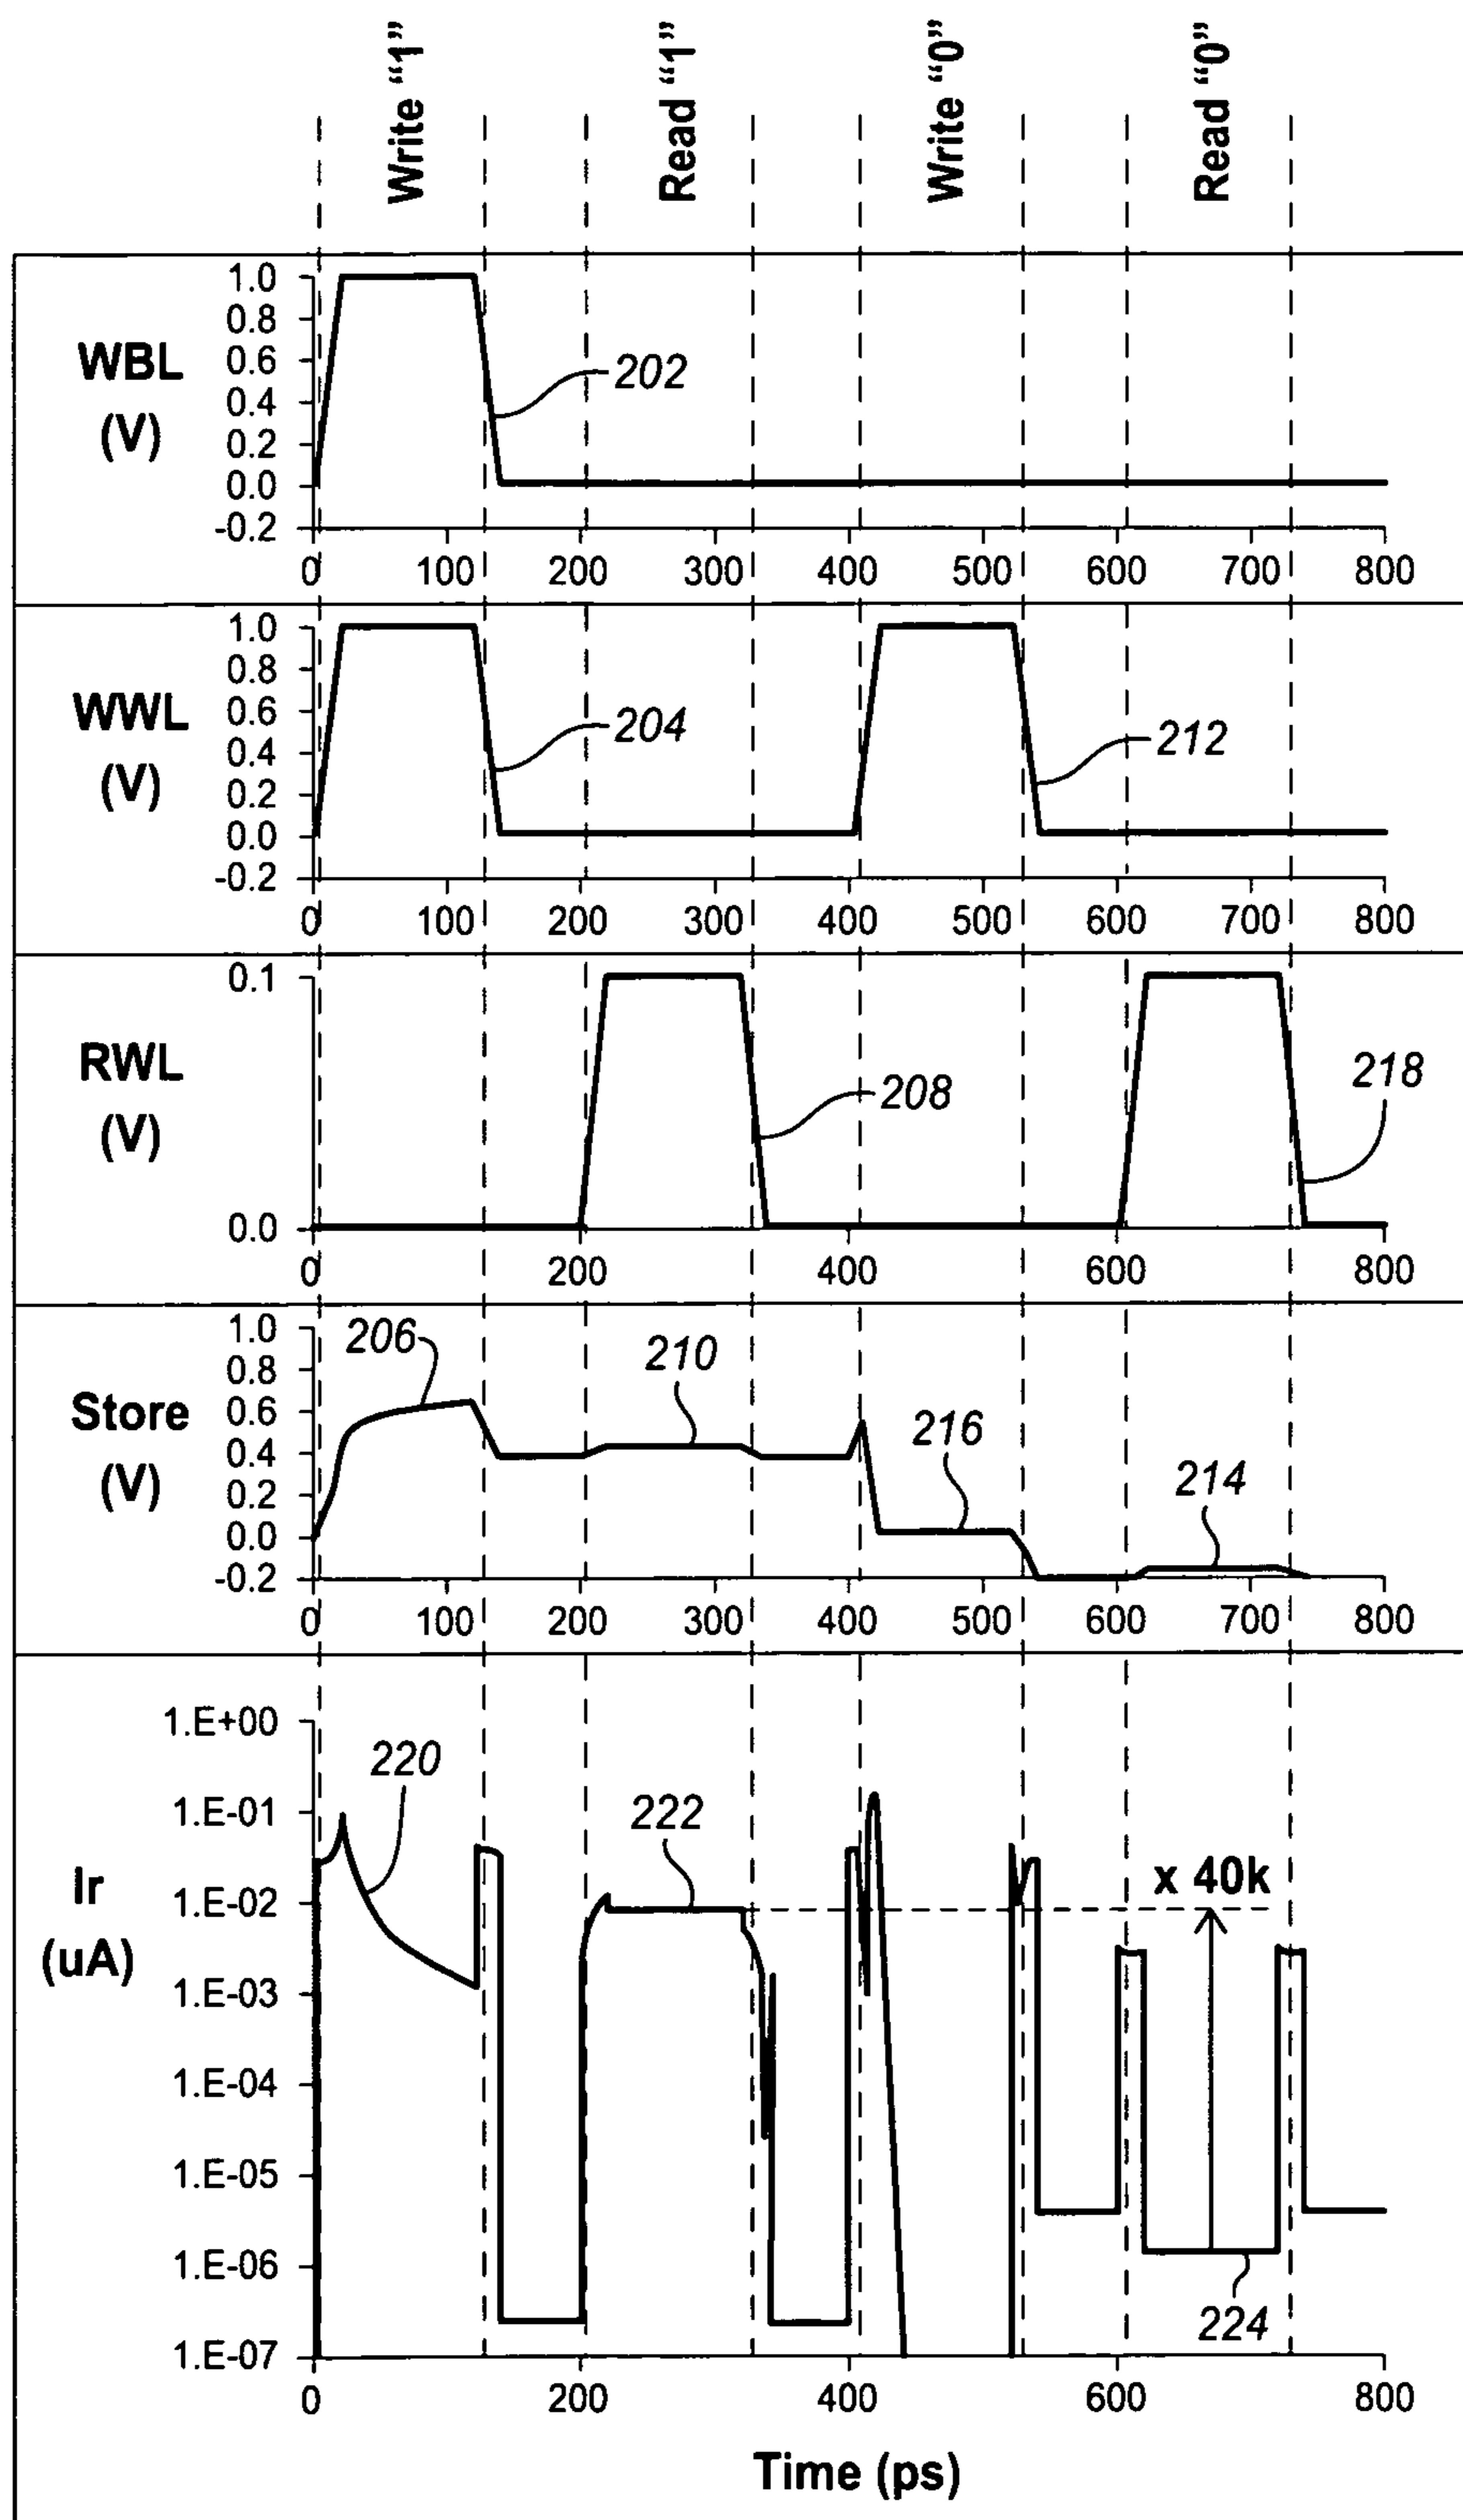 Write “1”
Read “1”
Write “0”
Read “0”
WBL
(V)
1.0
0.8
0.6
0.4
0.2
0.0
-0.2
202
0 100 200 300 400 500 600 700 800
WWL
(V)
1.0
0.8
0.6
0.4
0.2
0.0
-0.2
204
212
0 100 200 300 400 500 600 700 800
RWL
(V)
0.1
0.0
208
218
0 200 400 600 800
Store
(V)
1.0
0.8
0.6
0.4
0.2
0.0
-0.2
206
210
216
214
0 100 200 300 400 500 600 700 800
Ir
(uA)
1.E+00
1.E-01
1.E-02
1.E-03
1.E-04
1.E-05
1.E-06
1.E-07
220
222
x 40k
224
0 200 400 600 800
Time (ps)